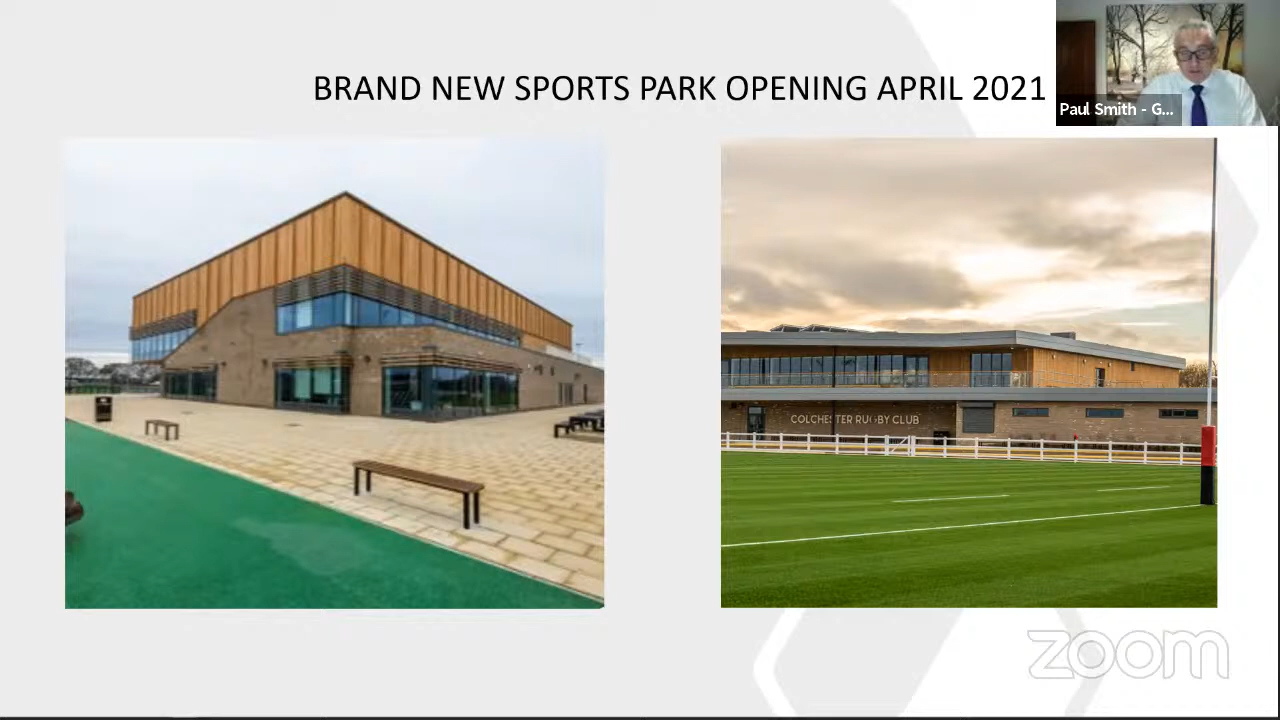 BRAND NEW SPORTS PARK OPENING APRIL 2021
Paul Smith - G...
COLCHESTER RUGBY CLUB
zoom